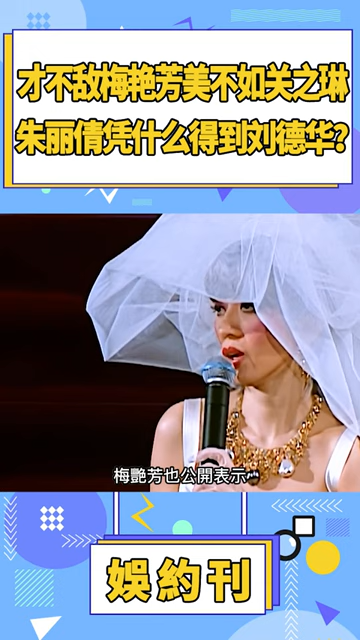 才不敌梅艳芳美不如关之琳
朱丽倩凭什么得到刘德华?
梅艷芳也公開表示
娛約刊